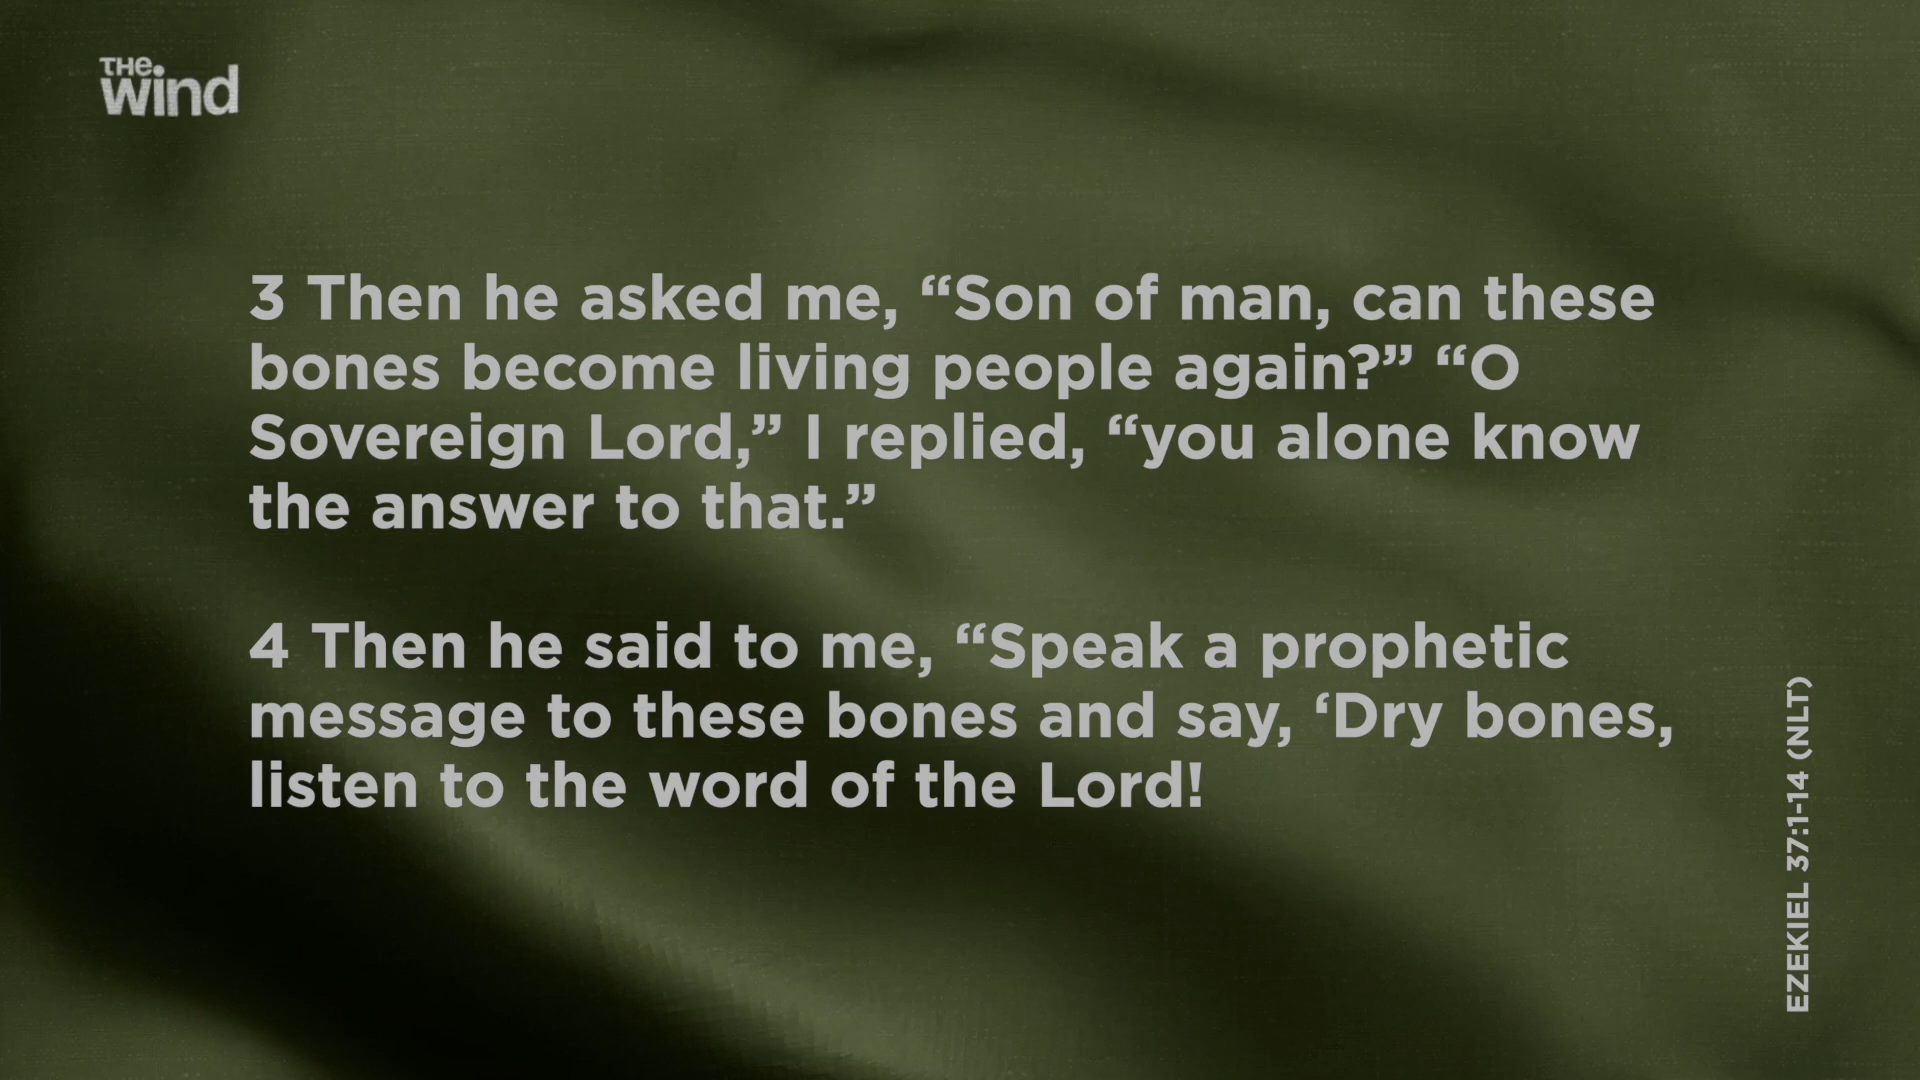 THE
wind
3 Then he asked me, “Son of man, can these
bones become living people again?” “O
Sovereign Lord,” I replied, “you alone know
the answer to that.”
4 Then he said to me, “Speak a prophetic
message to these bones and say, ‘Dry bones,
listen to the word of the Lord!
EZEKIEL 37:1-14 (NLT)